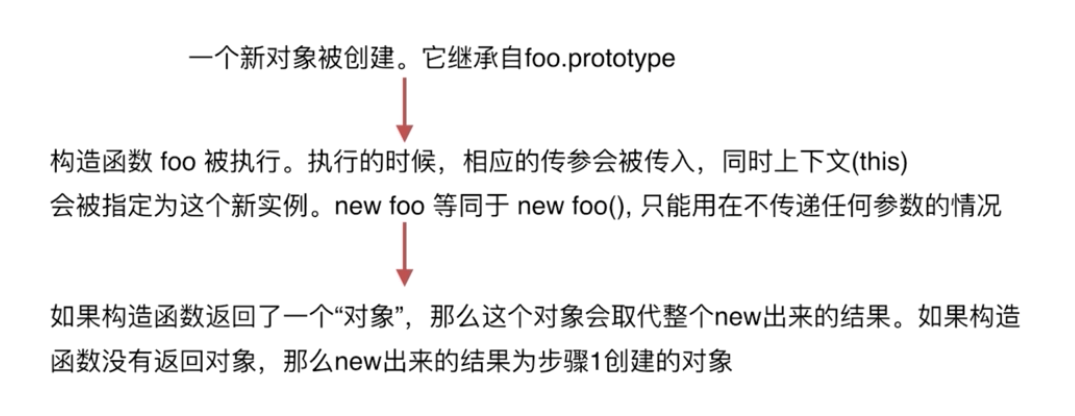 一个新对象被创建。它继承自foo.prototype
构造函数 foo 被执行。执行的时候，相应的传参会被传入，同时上下文(this)
会被指定为这个新实例。new foo 等同于 new foo(), 只能用在不传递任何参数的情况
如果构造函数返回了一个“对象”，那么这个对象会取代整个new出来的结果。如果构造
函数没有返回对象，那么new出来的结果为步骤1创建的对象